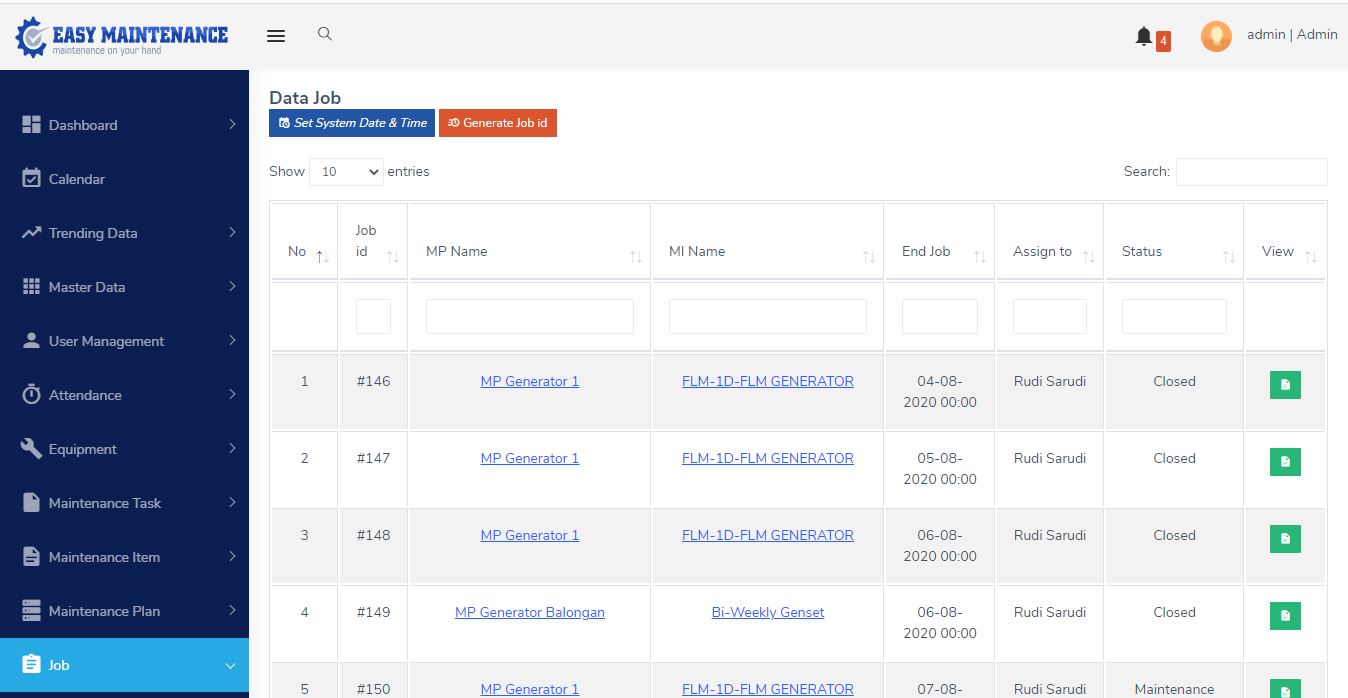 EASY MAINTENANCE
maintenance on your hand
4
admin | Admin
Dashboard
Calendar
Trending Data
Master Data
User Management
Attendance
Equipment
Maintenance Task
Maintenance Item
Maintenance Plan
Job
Data Job
Set System Date & Time Generate Job id
Show 10 entries Search:
No Job id MP Name MI Name End Job Assign to Status View
1 #146 MP Generator 1 FLM-1D-FLM GENERATOR 04-08-2020 00:00 Rudi Sarudi Closed
2 #147 MP Generator 1 FLM-1D-FLM GENERATOR 05-08-2020 00:00 Rudi Sarudi Closed
3 #148 MP Generator 1 FLM-1D-FLM GENERATOR 06-08-2020 00:00 Rudi Sarudi Closed
4 #149 MP Generator Balongan Bi-Weekly Genset 06-08-2020 00:00 Rudi Sarudi Closed
5 #150 MP Generator 1 FLM-1D-FLM GENERATOR 07-08- Rudi Sarudi Maintenance